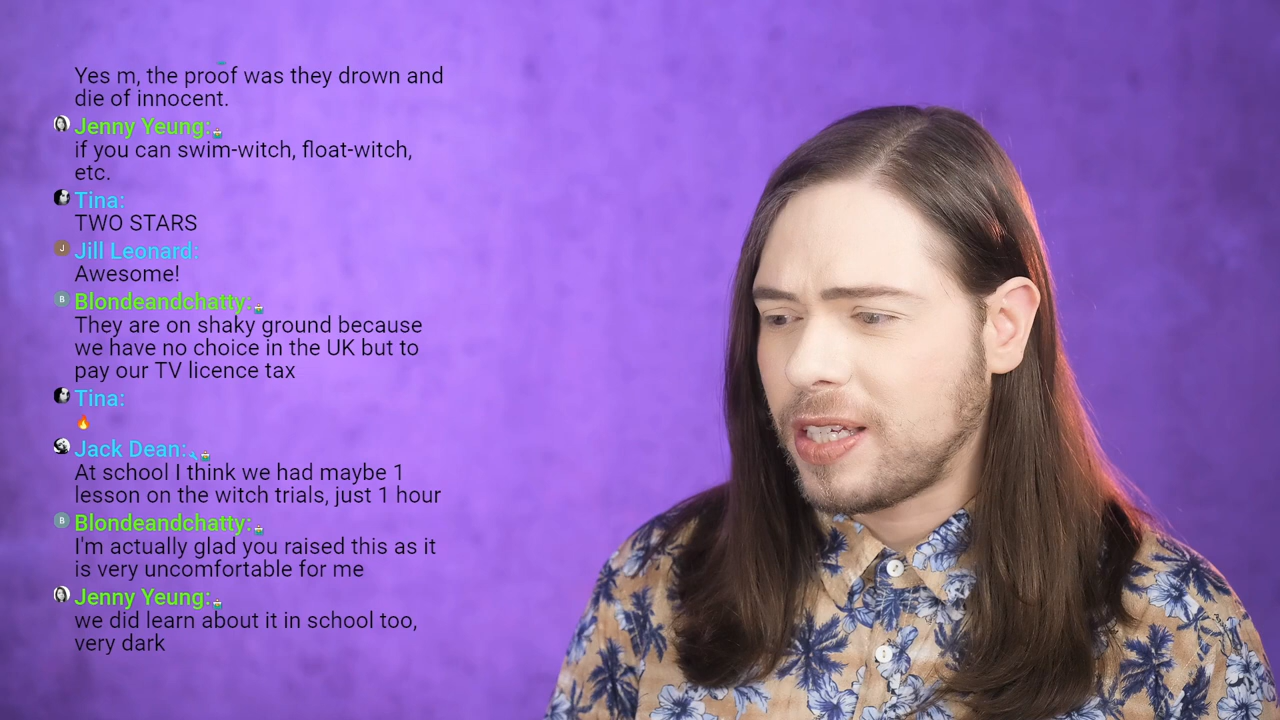 Yes m, the proof was they drown and
die of innocent.
Jenny Yeung:
if you can swim-witch, float-witch,
etc.
Tina:
TWO STARS
J
Jill Leonard:
Awesome!
B
Blondeandchatty:
They are on shaky ground because
we have no choice in the UK but to
pay our TV licence tax
Tina:
🔥
Jack Dean:
At school I think we had maybe 1
lesson on the witch trials, just 1 hour
B
Blondeandchatty:
I'm actually glad you raised this as it
is very uncomfortable for me
Jenny Yeung:
we did learn about it in school too,
very dark